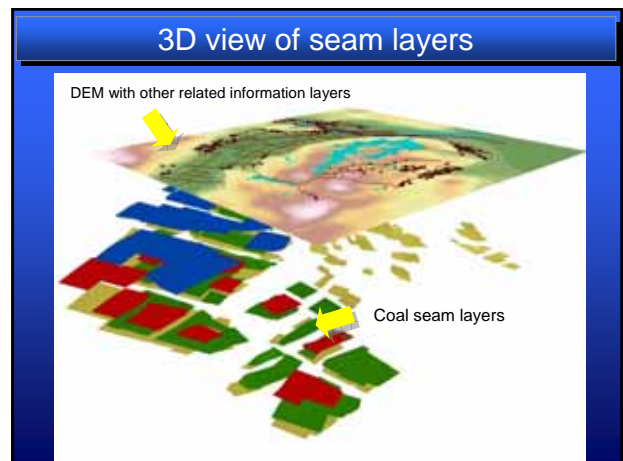 3D view of seam layers
DEM with other related information layers
Coal seam layers